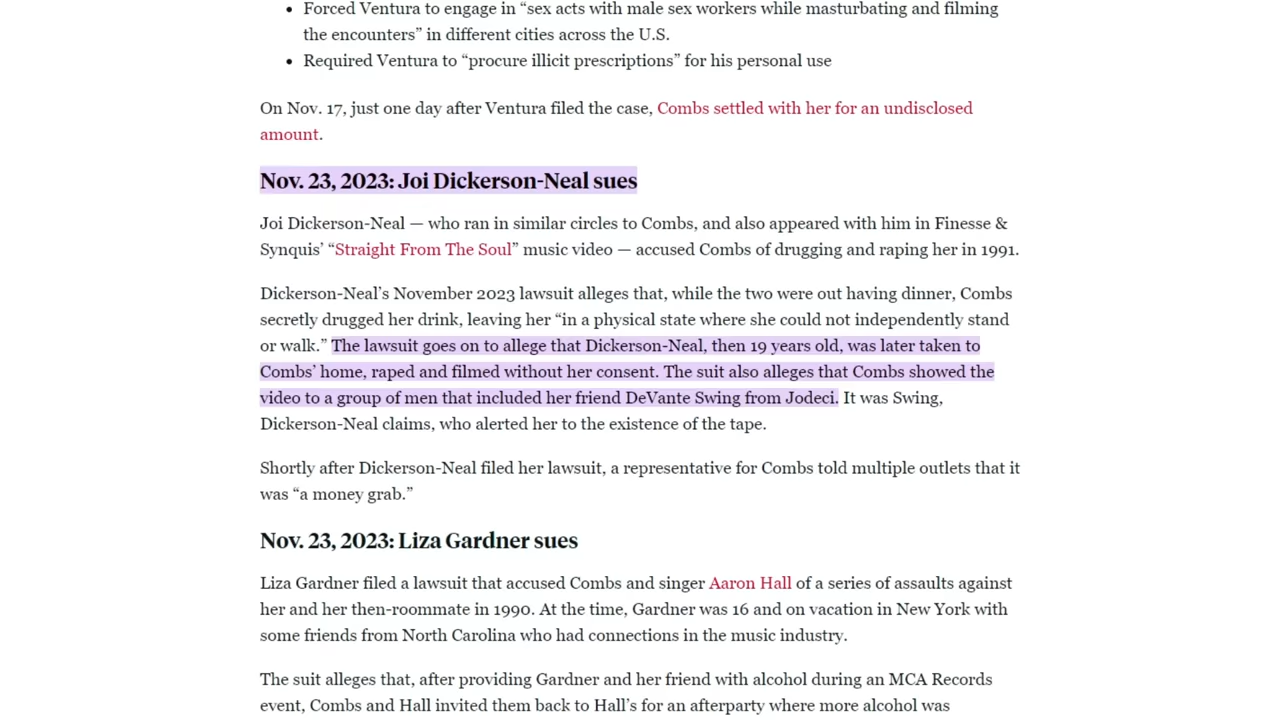 Forced Ventura to engage in “sex acts with male sex workers while masturbating and filming
the encounters” in different cities across the U.S.
Required Ventura to “procure illicit prescriptions” for his personal use
On Nov. 17, just one day after Ventura filed the case, Combs settled with her for an undisclosed
amount.
Nov. 23, 2023: Joi Dickerson-Neal sues
Joi Dickerson-Neal — who ran in similar circles to Combs, and also appeared with him in Finesse &
Synquis’ “Straight From The Soul” music video — accused Combs of drugging and raping her in 1991.
Dickerson-Neal’s November 2023 lawsuit alleges that, while the two were out having dinner, Combs
secretly drugged her drink, leaving her “in a physical state where she could not independently stand
or walk.” The lawsuit goes on to allege that Dickerson-Neal, then 19 years old, was later taken to
Combs’ home, raped and filmed without her consent. The suit also alleges that Combs showed the
video to a group of men that included her friend DeVante Swing from Jodeci. It was Swing,
Dickerson-Neal claims, who alerted her to the existence of the tape.
Shortly after Dickerson-Neal filed her lawsuit, a representative for Combs told multiple outlets that it
was “a money grab.”
Nov. 23, 2023: Liza Gardner sues
Liza Gardner filed a lawsuit that accused Combs and singer Aaron Hall of a series of assaults against
her and her then-roommate in 1990. At the time, Gardner was 16 and on vacation in New York with
some friends from North Carolina who had connections in the music industry.
The suit alleges that, after providing Gardner and her friend with alcohol during an MCA Records
event, Combs and Hall invited them back to Hall’s for an afterparty where more alcohol was